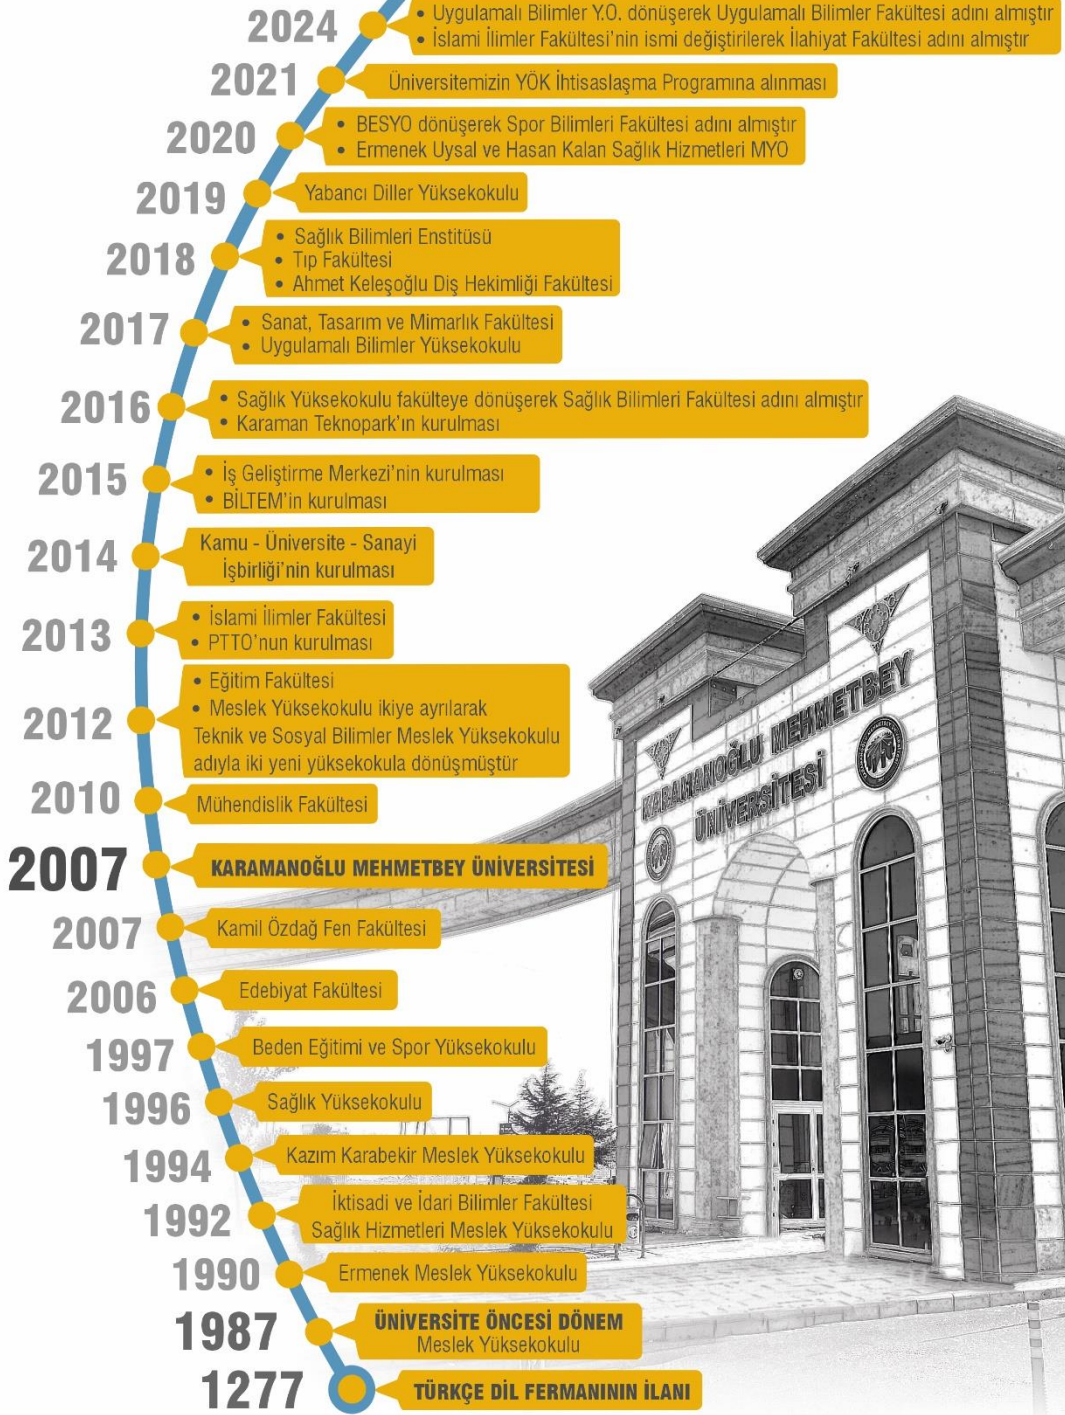 2024
• Uygulamalı Bilimler Y.O. dönüşerek Uygulamalı Bilimler Fakültesi adını almıştır
• İslami İlimler Fakültesi'nin ismi değiştirilerek İlahiyat Fakültesi adını almıştır
2021
Üniversitemizin YÖK İhtisaslaşma Programına alınması
2020
• BESYO dönüşerek Spor Bilimleri Fakültesi adını almıştır
• Ermenek Uysal ve Hasan Kalan Sağlık Hizmetleri MYO
2019
Yabancı Diller Yüksekokulu
2018
• Sağlık Bilimleri Enstitüsü
• Tıp Fakültesi
• Ahmet Keleşoğlu Diş Hekimliği Fakültesi
2017
• Sanat, Tasarım ve Mimarlık Fakültesi
• Uygulamalı Bilimler Yüksekokulu
2016
• Sağlık Yüksekokulu fakülteye dönüşerek Sağlık Bilimleri Fakültesi adını almıştır
• Karaman Teknopark'ın kurulması
2015
• İş Geliştirme Merkezi'nin kurulması
• BİLTEM'in kurulması
2014
Kamu - Üniversite - Sanayi
İşbirliği'nin kurulması
2013
• İslami İlimler Fakültesi
• PTTO'nun kurulması
2012
• Eğitim Fakültesi
• Meslek Yüksekokulu ikiye ayrılarak
Teknik ve Sosyal Bilimler Meslek Yüksekokulu
adıyla iki yeni yüksekokula dönüşmüştür
2010
Mühendislik Fakültesi
2007
KARAMANOĞLU MEHMETBEY ÜNİVERSİTESİ
2007
Kamil Özdağ Fen Fakültesi
2006
Edebiyat Fakültesi
1997
Beden Eğitimi ve Spor Yüksekokulu
1996
Sağlık Yüksekokulu
1994
Kazım Karabekir Meslek Yüksekokulu
1992
İktisadi ve İdari Bilimler Fakültesi
Sağlık Hizmetleri Meslek Yüksekokulu
1990
Ermenek Meslek Yüksekokulu
1987
ÜNİVERSİTE ÖNCESİ DÖNEM
Meslek Yüksekokulu
1277
TÜRKÇE DİL FERMANININ İLANI
KARAMANOĞLU MEHMETBEY
ÜNİVERSİTESİ